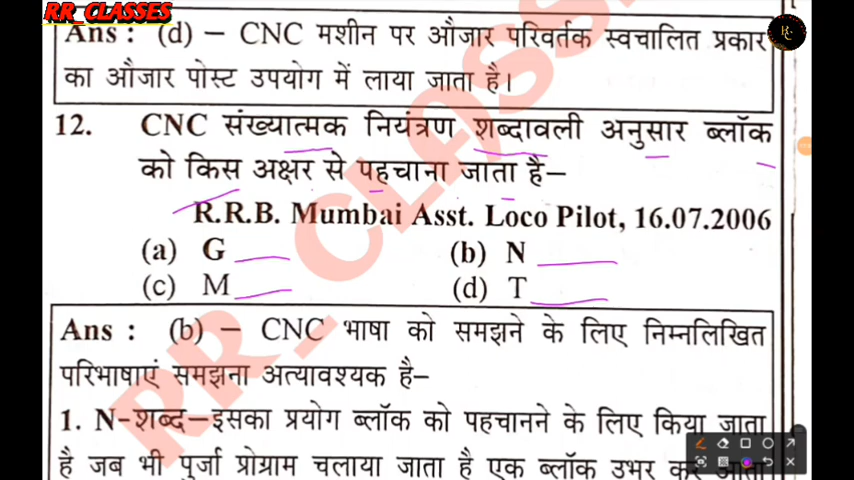 RR_CLASSES
Ans : (d) – CNC मशीन पर औजार परिवर्तक स्वचालित प्रकार
का औजार पोस्ट उपयोग में लाया जाता है।
12. CNC संख्यात्मक नियंत्रण शब्दावली अनुसार ब्लॉक
को किस अक्षर से पहचाना जाता है–
R.R.B. Mumbai Asst. Loco Pilot, 16.07.2006
(a) G (b) N
(c) M (d) T
Ans : (b) – CNC भाषा को समझने के लिए निम्नलिखित
परिभाषाएं समझना अत्यावश्यक है–
1. N-शब्द–इसका प्रयोग ब्लॉक को पहचानने के लिए किया जाता
है जब भी पुर्जा प्रोग्राम चलाया जाता है एक ब्लॉक उभर कर
RR_CLASSES